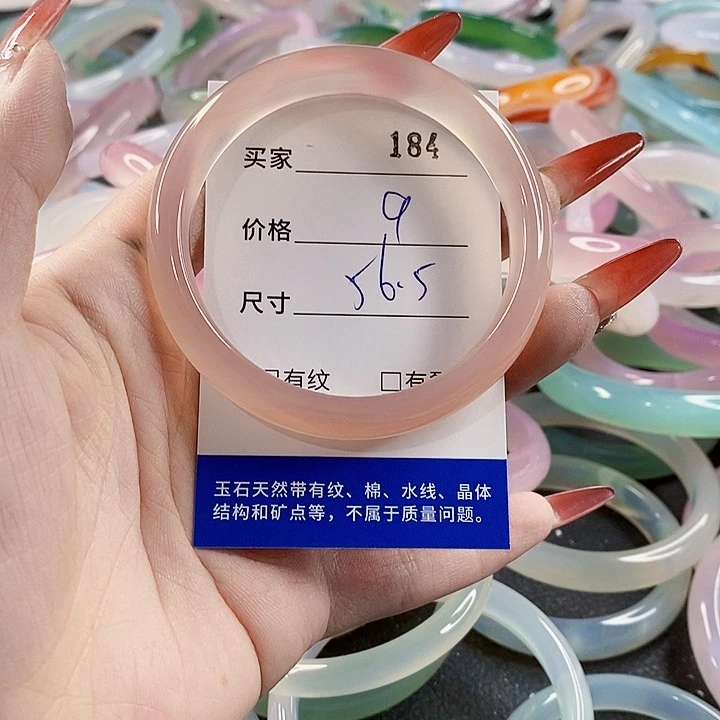 买家 184
价格 9
尺寸 56.5
有纹 □有
玉石天然带有纹、棉、水线、晶体
结构和矿点等，不属于质量问题。